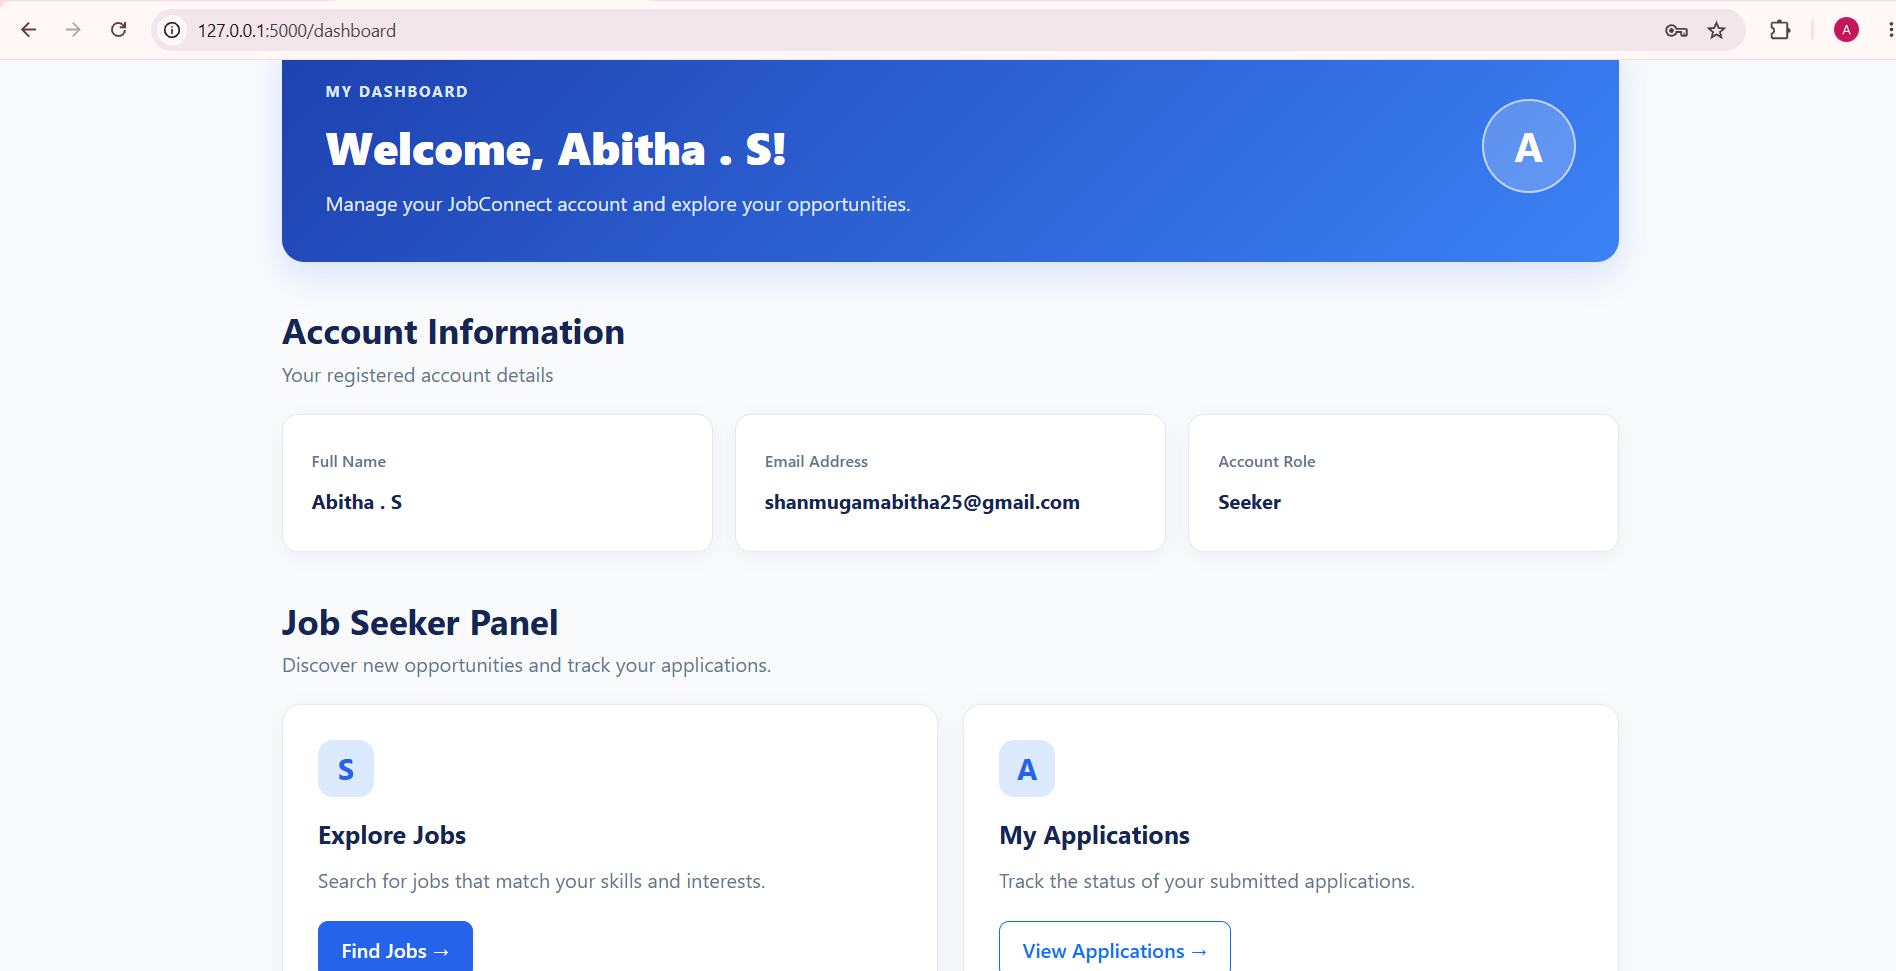 127.0.0.1:5000/dashboard
A
MY DASHBOARD
Welcome, Abitha . S!
Manage your JobConnect account and explore your opportunities.
A
Account Information
Your registered account details
Full Name
Abitha . S
Email Address
shanmugamabitha25@gmail.com
Account Role
Seeker
Job Seeker Panel
Discover new opportunities and track your applications.
S
Explore Jobs
Search for jobs that match your skills and interests.
Find Jobs →
A
My Applications
Track the status of your submitted applications.
View Applications →